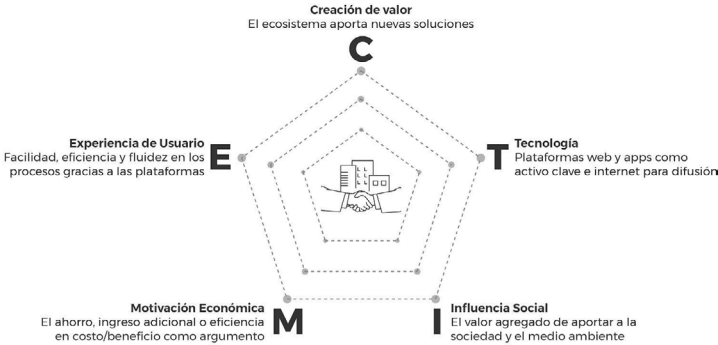 Creación de valor
El ecosistema aporta nuevas soluciones
C
Experiencia de Usuario
Facilidad, eficiencia y fluidez en los
procesos gracias a las plataformas
E
T
Tecnología
Plataformas web y apps como
activo clave e internet para difusión
Motivación Económica
El ahorro, ingreso adicional o eficiencia
en costo/beneficio como argumento
M
I
Influencia Social
El valor agregado de aportar a la
sociedad y el medio ambiente